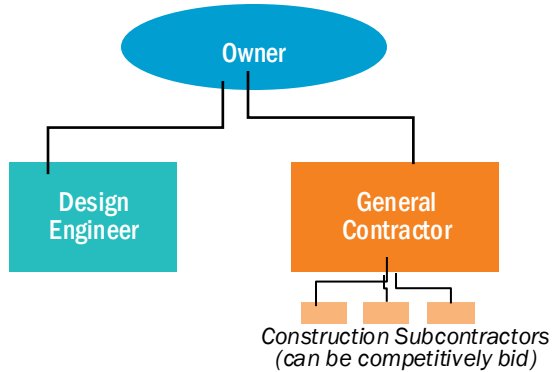 Owner
Design
Engineer
General
Contractor
Construction Subcontractors
(can be competitively bid)